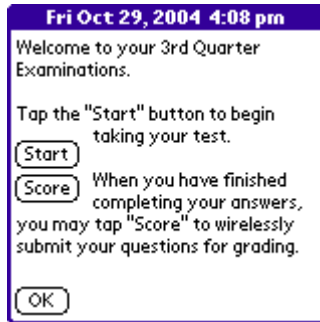 Fri Oct 29, 2004 4:08 pm
Welcome to your 3rd Quarter
Examinations.
Tap the "Start" button to begin
taking your test.
Start
Score
When you have finished
completing your answers,
you may tap "Score" to wirelessly
submit your questions for grading.
OK